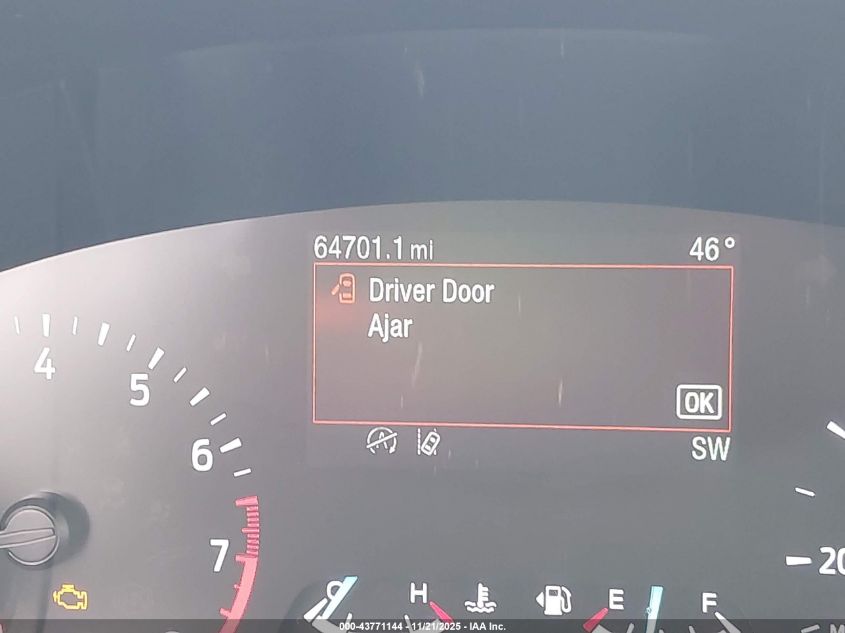 64701.1 mi 46°
Driver Door
Ajar
OK
SW
4
5
6
7
20
C H E F
000-43771144 - 11/21/2025 - IAA Inc.